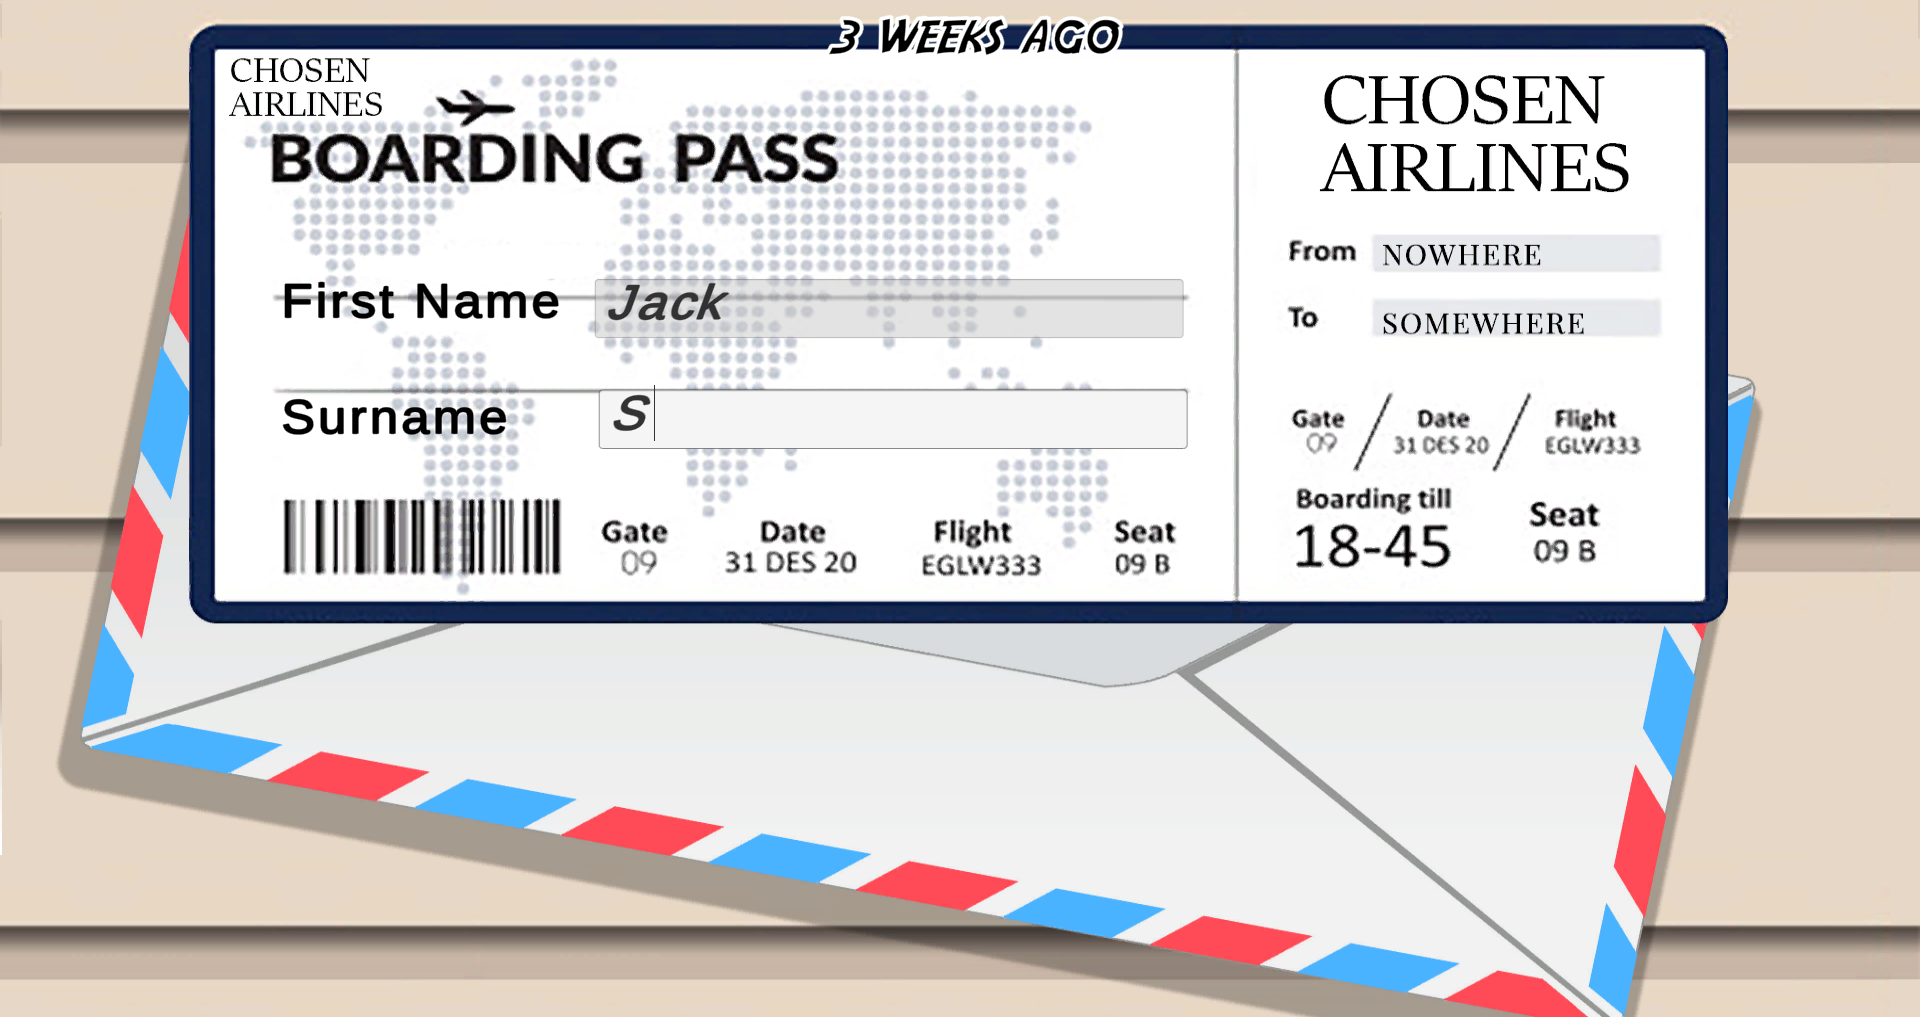 3 WEEKS AGO
CHOSEN
AIRLINES
BOARDING PASS
First Name Jack
Surname S
Gate Date Flight Seat
09 31 DES 20 EGLW333 09 B
CHOSEN
AIRLINES
From NOWHERE
To SOMEWHERE
Gate Date Flight
09 31 DES 20 EGLW333
Boarding till Seat
18-45 09 B